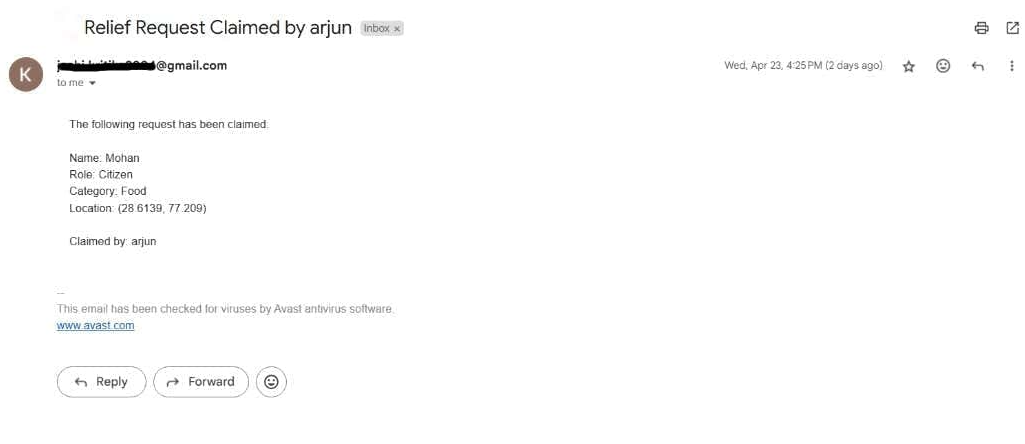 Relief Request Claimed by arjun Inbox ×
K
@gmail.com
Wed, Apr 23, 4:25 PM (2 days ago)
to me
The following request has been claimed:
Name: Mohan
Role: Citizen
Category: Food
Location: (28.6139, 77.209)
Claimed by: arjun
--
This email has been checked for viruses by Avast antivirus software.
www.avast.com
Reply Forward